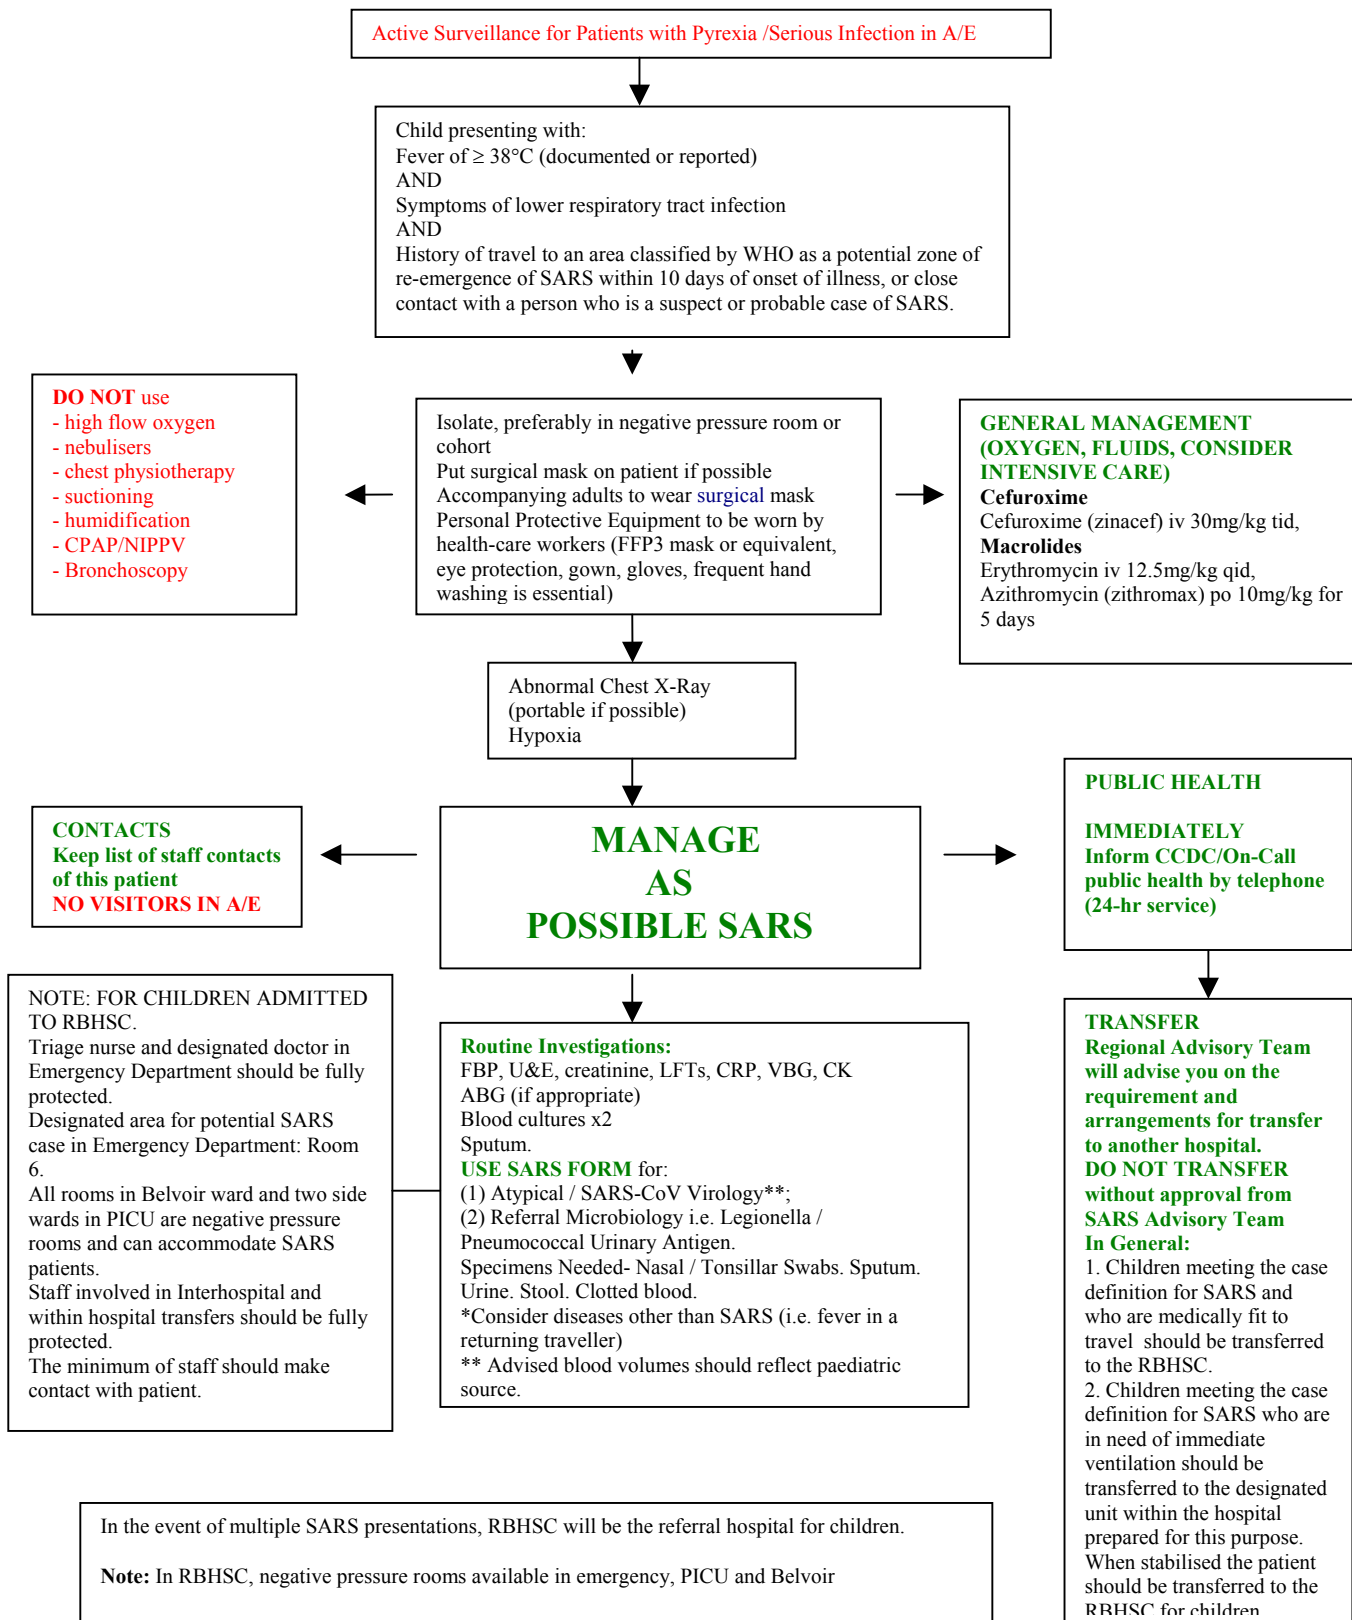 Active Surveillance for Patients with Pyrexia /Serious Infection in A/E
Child presenting with:
Fever of ≥ 38°C (documented or reported)
AND
Symptoms of lower respiratory tract infection
AND
History of travel to an area classified by WHO as a potential zone of
re-emergence of SARS within 10 days of onset of illness, or close
contact with a person who is a suspect or probable case of SARS.
DO NOT use
- high flow oxygen
- nebulisers
- chest physiotherapy
- suctioning
- humidification
- CPAP/NIPPV
- Bronchoscopy
Isolate, preferably in negative pressure room or
cohort
Put surgical mask on patient if possible
Accompanying adults to wear surgical mask
Personal Protective Equipment to be worn by
health-care workers (FFP3 mask or equivalent,
eye protection, gown, gloves, frequent hand
washing is essential)
GENERAL MANAGEMENT
(OXYGEN, FLUIDS, CONSIDER
INTENSIVE CARE)
Cefuroxime
Cefuroxime (zinacef) iv 30mg/kg tid,
Macrolides
Erythromycin iv 12.5mg/kg qid,
Azithromycin (zithromax) po 10mg/kg for
5 days
Abnormal Chest X-Ray
(portable if possible)
Hypoxia
CONTACTS
Keep list of staff contacts
of this patient
NO VISITORS IN A/E
MANAGE
AS
POSSIBLE SARS
PUBLIC HEALTH
IMMEDIATELY
Inform CCDC/On-Call
public health by telephone
(24-hr service)
NOTE: FOR CHILDREN ADMITTED
TO RBHSC.
Triage nurse and designated doctor in
Emergency Department should be fully
protected.
Designated area for potential SARS
case in Emergency Department: Room
6.
All rooms in Belvoir ward and two side
wards in PICU are negative pressure
rooms and can accommodate SARS
patients.
Staff involved in Interhospital and
within hospital transfers should be fully
protected.
The minimum of staff should make
contact with patient.
Routine Investigations:
FBP, U&E, creatinine, LFTs, CRP, VBG, CK
ABG (if appropriate)
Blood cultures x2
Sputum.
USE SARS FORM for:
(1) Atypical / SARS-CoV Virology**;
(2) Referral Microbiology i.e. Legionella /
Pneumococcal Urinary Antigen.
Specimens Needed- Nasal / Tonsillar Swabs. Sputum.
Urine. Stool. Clotted blood.
*Consider diseases other than SARS (i.e. fever in a
returning traveller)
** Advised blood volumes should reflect paediatric
source.
TRANSFER
Regional Advisory Team
will advise you on the
requirement and
arrangements for transfer
to another hospital.
DO NOT TRANSFER
without approval from
SARS Advisory Team
In General:
1. Children meeting the case
definition for SARS and
who are medically fit to
travel should be transferred
to the RBHSC.
2. Children meeting the case
definition for SARS who are
in need of immediate
ventilation should be
transferred to the designated
unit within the hospital
prepared for this purpose.
When stabilised the patient
should be transferred to the
RBHSC for children
In the event of multiple SARS presentations, RBHSC will be the referral hospital for children.
Note: In RBHSC, negative pressure rooms available in emergency, PICU and Belvoir